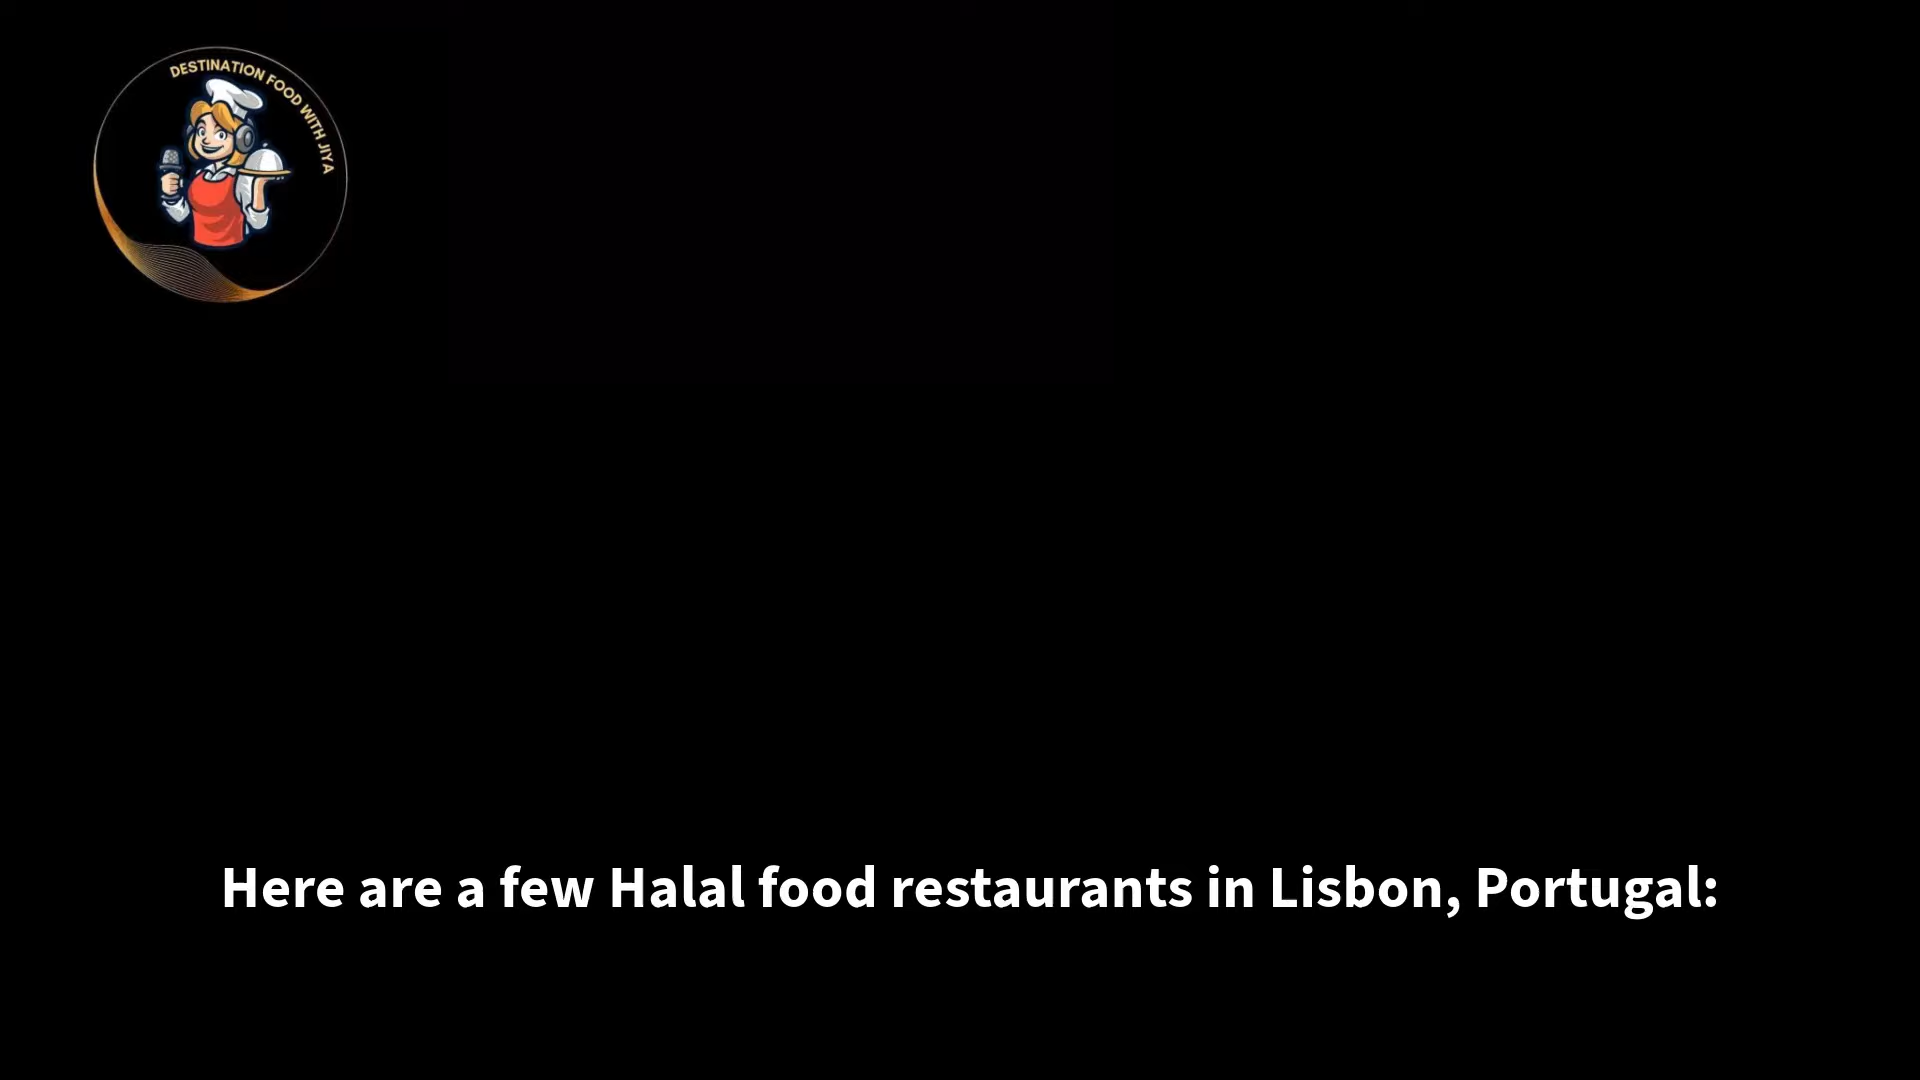 DESTINATION FOOD WITH JIYA
Here are a few Halal food restaurants in Lisbon, Portugal: